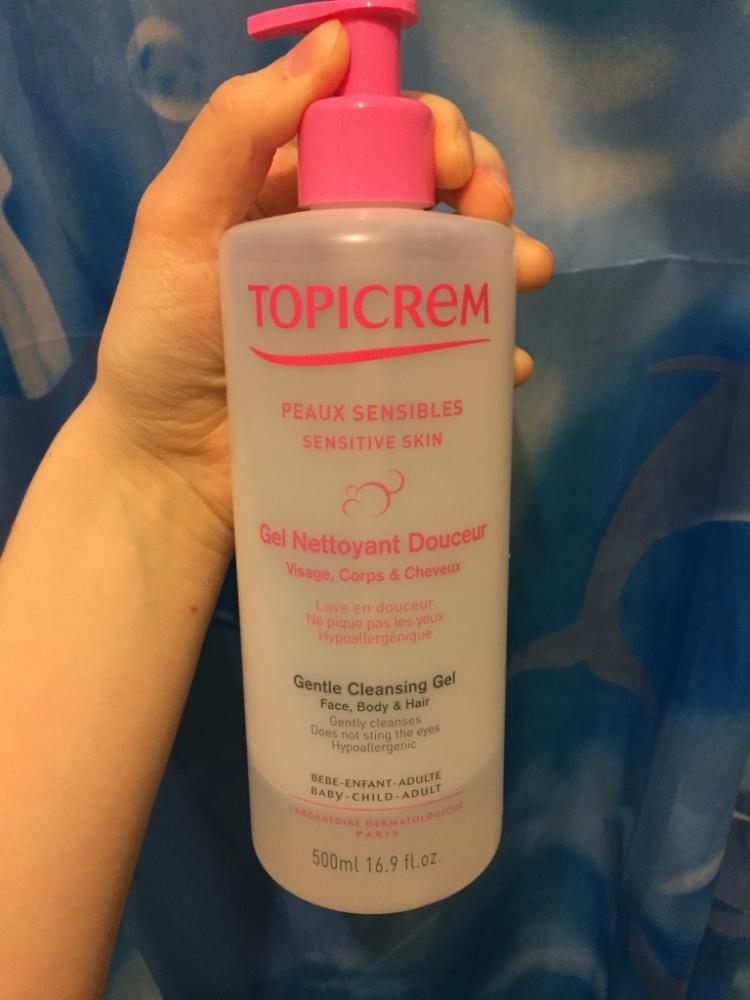 TOPICREM
PEAUX SENSIBLES
SENSITIVE SKIN
Gel Nettoyant Douceur
Visage, Corps & Cheveux
Lave en douceur
Ne pique pas les yeux
Hypoallergénique
Gentle Cleansing Gel
Face, Body & Hair
Gently cleanses
Does not sting the eyes
Hypoallergenic
BEBE-ENFANT-ADULTE
BABY-CHILD-ADULT
LABORATOIRE DERMATOLOGIQUE
PARIS
500ml 16.9 fl.oz.